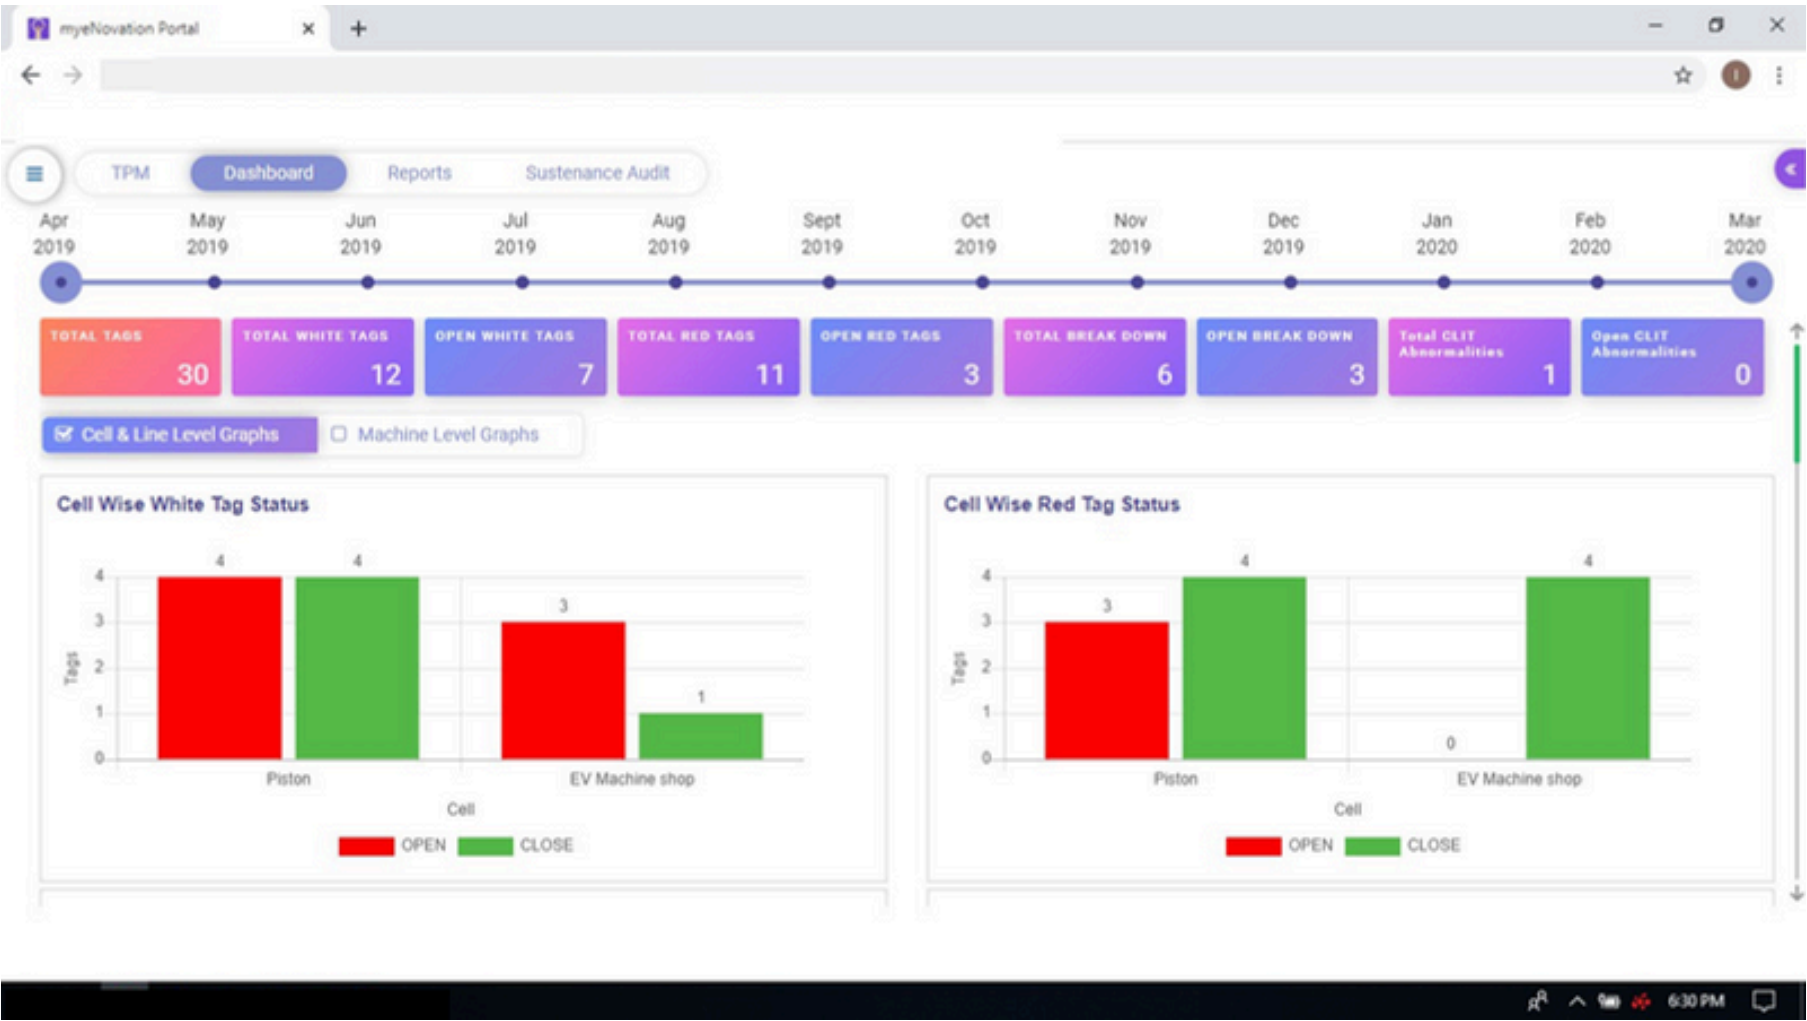 myeNovation Portal
TPM Dashboard Reports Sustenance Audit
Apr May Jun Jul Aug Sept Oct Nov Dec Jan Feb Mar
2019 2019 2019 2019 2019 2019 2019 2019 2019 2020 2020 2020
TOTAL TAGS
30
TOTAL WHITE TAGS
12
OPEN WHITE TAGS
7
TOTAL RED TAGS
11
OPEN RED TAGS
3
TOTAL BREAK DOWN
6
OPEN BREAK DOWN
3
Total CLIT
Abnormalities
1
Open CLIT
Abnormalities
0
Cell & Line Level Graphs Machine Level Graphs
Cell Wise White Tag Status
4 4
4
3
3
Tags
2
1
1
0
Piston EV Machine shop
Cell
OPEN CLOSE
Cell Wise Red Tag Status
4 4
4
3
3
Tags
2
1
0
0
Piston EV Machine shop
Cell
OPEN CLOSE
6:30 PM